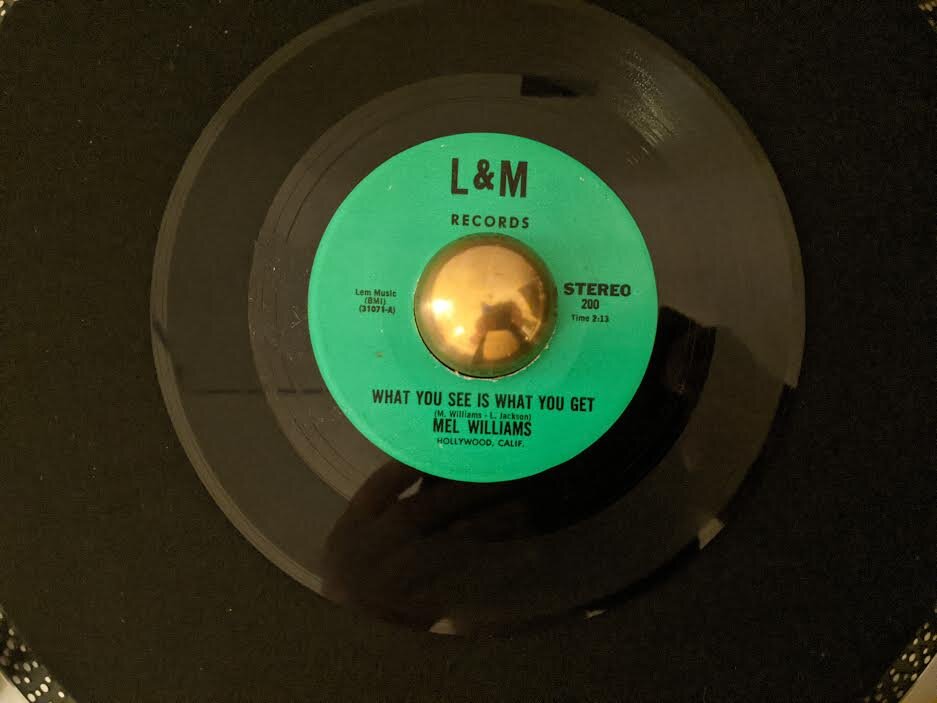 L&M
RECORDS
Lem Music
(BMI)
(31071-A)
STEREO
200
Time 2:13
WHAT YOU SEE IS WHAT YOU GET
(M. Williams - L. Jackson)
MEL WILLIAMS
HOLLYWOOD, CALIF.